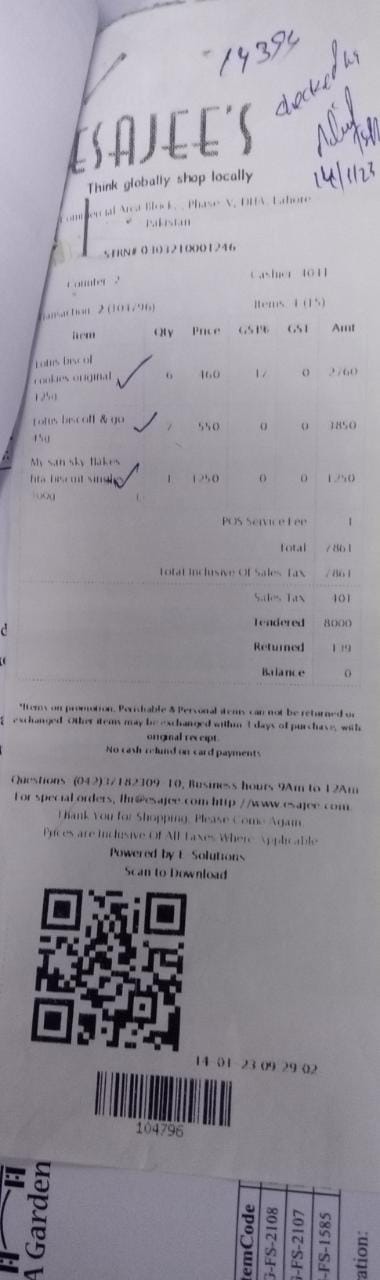 14394
checked by
14/1/23
ESAJEE'S
Think globally shop locally
Commercial Area Block, , Phase V, DHA, Lahore
Pakistan
STRN# 0303210001246
Counter 2 Cashier 4011
Transaction 2 (104796) Items 4 (15)
Item Qty Price GST% GST Amt
Lotus biscof
cookies original 6 460 17 0 2760
125g
Lotus biscoff & go 7 550 0 0 3850
45g
My san sky flakes
fita biscuit single 1 1250 0 0 1250
300g
POS Service Fee 1
Total 7861
Total Inclusive Of Sales Tax 7861
Sales Tax 401
Tendered 8000
Returned 139
Balance 0
*Items on promotion, Perishable & Personal items can not be returned or
exchanged. Other items may be exchanged within days of purchase, with
original receipt.
No cash refund on card payments
Questions: (042)37182309-10, Business hours 9Am to 12Am
For special orders, lhr@esajee.com http://www.esajee.com
Thank You for Shopping. Please Come Again.
Prices are Inclusive Of All Taxes Where Applicable
Powered by E Solutions
Scan to Download
14-01-23 09:29:02
104796
A Garden
temCode
-FS-2108
-FS-2107
-FS-1585
ation: